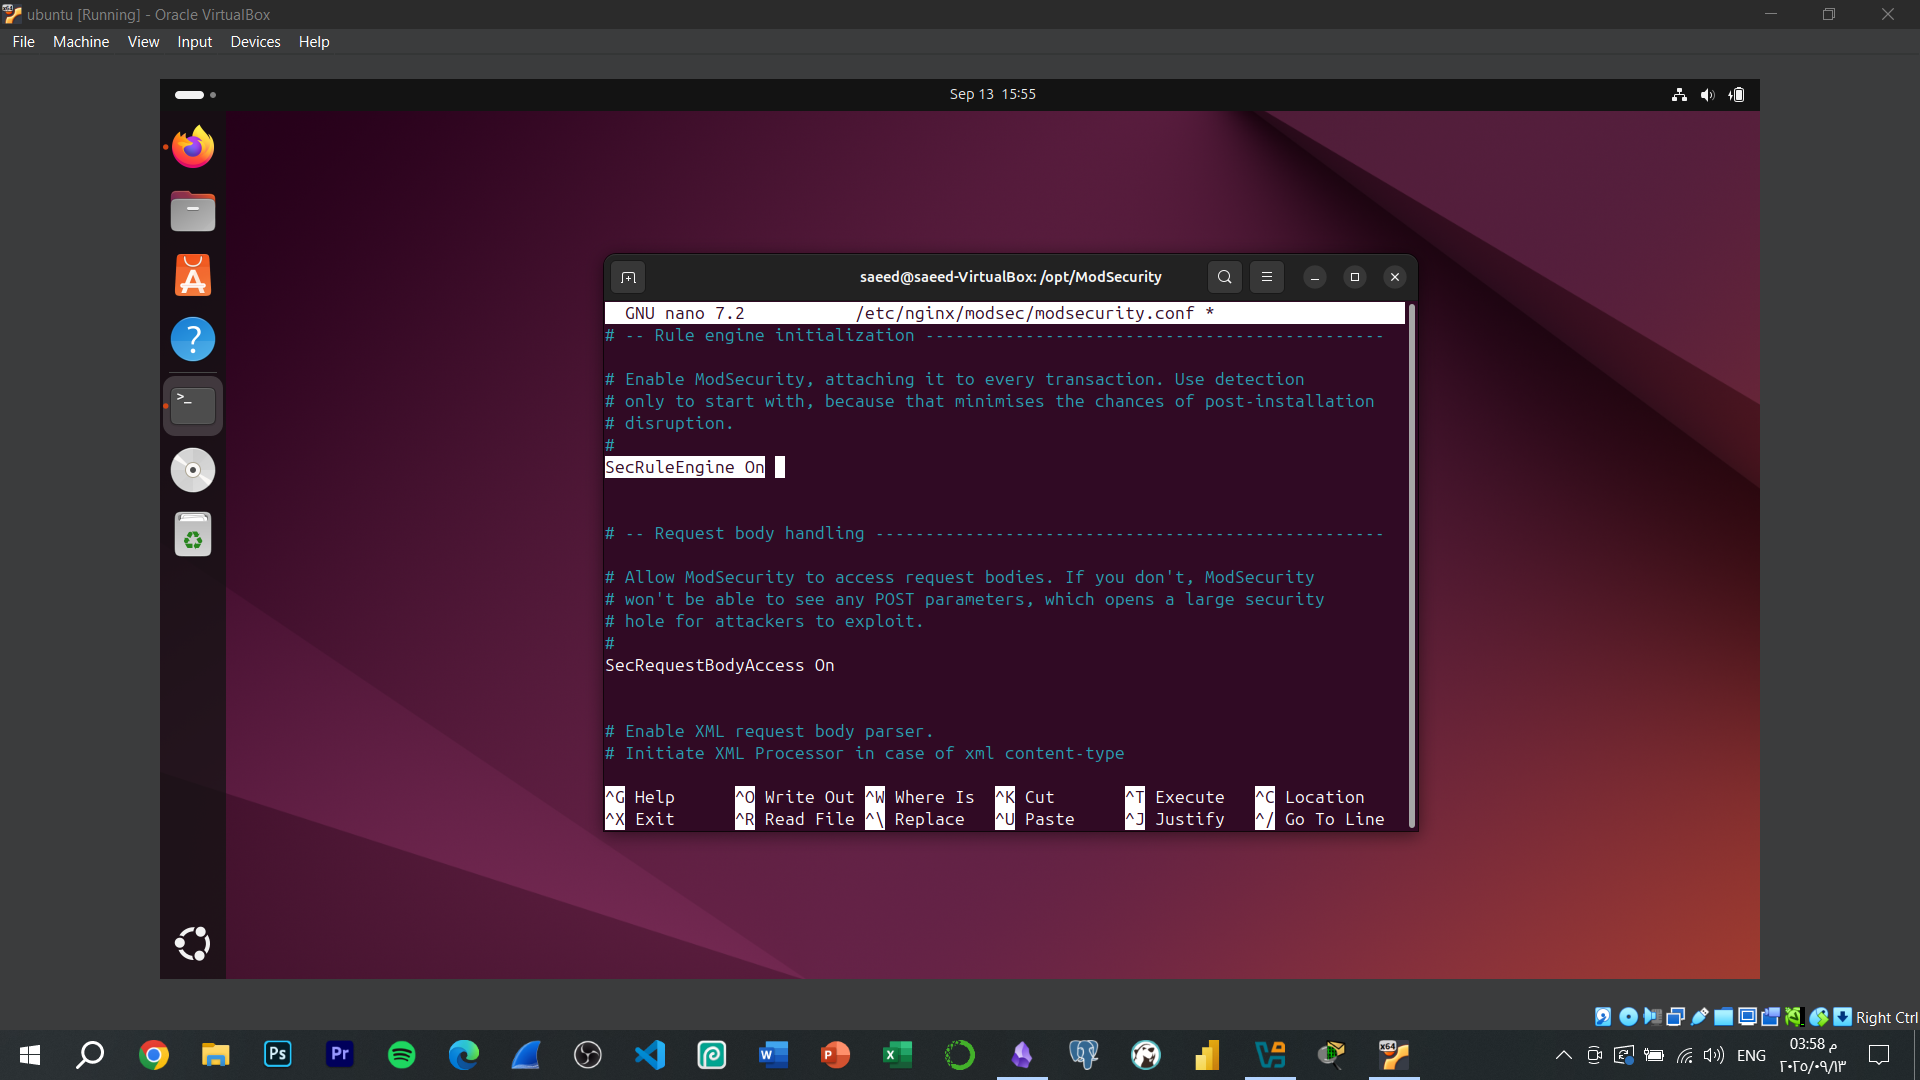 ubuntu [Running] - Oracle VirtualBox
File Machine View Input Devices Help
Sep 13 15:55
saeed@saeed-VirtualBox: /opt/ModSecurity
GNU nano 7.2 /etc/nginx/modsec/modsecurity.conf *
# -- Rule engine initialization ----------------------------------------------
# Enable ModSecurity, attaching it to every transaction. Use detection
# only to start with, because that minimises the chances of post-installation
# disruption.
#
SecRuleEngine On
# -- Request body handling ---------------------------------------------------
# Allow ModSecurity to access request bodies. If you don't, ModSecurity
# won't be able to see any POST parameters, which opens a large security
# hole for attackers to exploit.
#
SecRequestBodyAccess On
# Enable XML request body parser.
# Initiate XML Processor in case of xml content-type
^G Help ^O Write Out ^W Where Is ^K Cut ^T Execute ^C Location
^X Exit ^R Read File ^\ Replace ^U Paste ^J Justify ^/ Go To Line
Right Ctrl
ENG
03:58 م
٢٠٢٥/٠٩/١٣